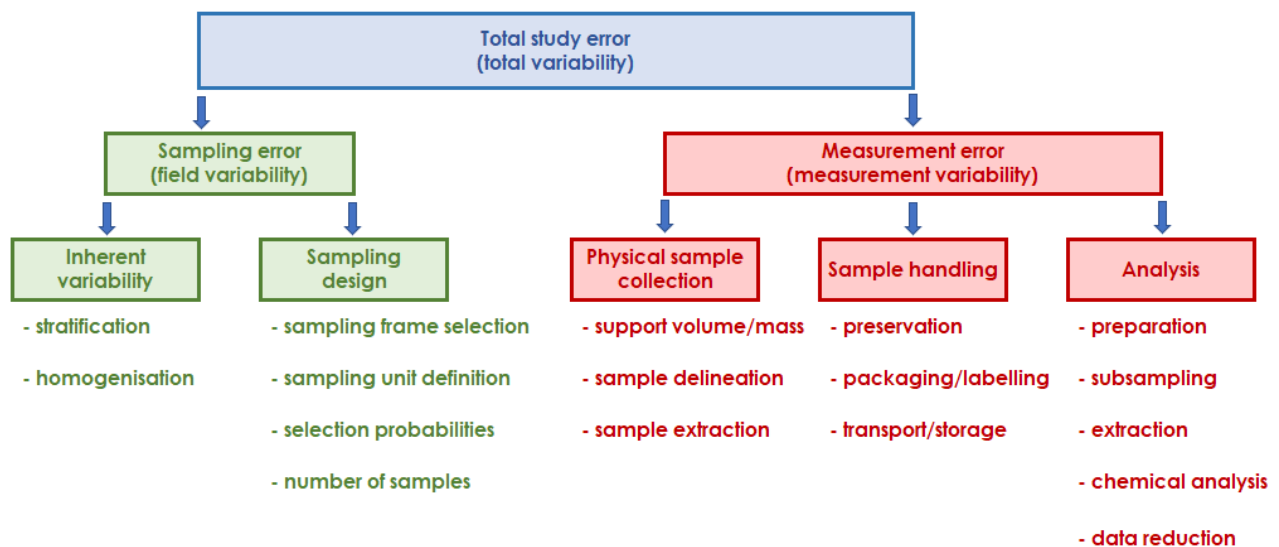 Total study error
(total variability)
Sampling error
(field variability)
Measurement error
(measurement variability)
Inherent
variability
Sampling
design
Physical sample
collection
Sample handling
Analysis
- stratification
- homogenisation
- sampling frame selection
- sampling unit definition
- selection probabilities
- number of samples
- support volume/mass
- sample delineation
- sample extraction
- preservation
- packaging/labelling
- transport/storage
- preparation
- subsampling
- extraction
- chemical analysis
- data reduction